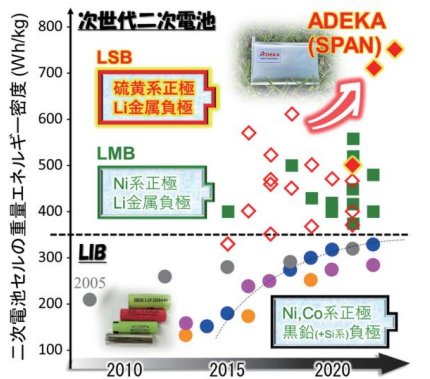 二次電池セルの重量エネルギー密度 (Wh/kg)
800
700
600
500
400
300
200
100
次世代二次電池
ADEKA
(SPAN)
ADEKA
LSB
硫黄系正極
Li金属負極
LMB
Ni系正極
Li金属負極
LIB
2005
Ni,Co系正極
黒鉛(+Si系)負極
2010
2015
2020